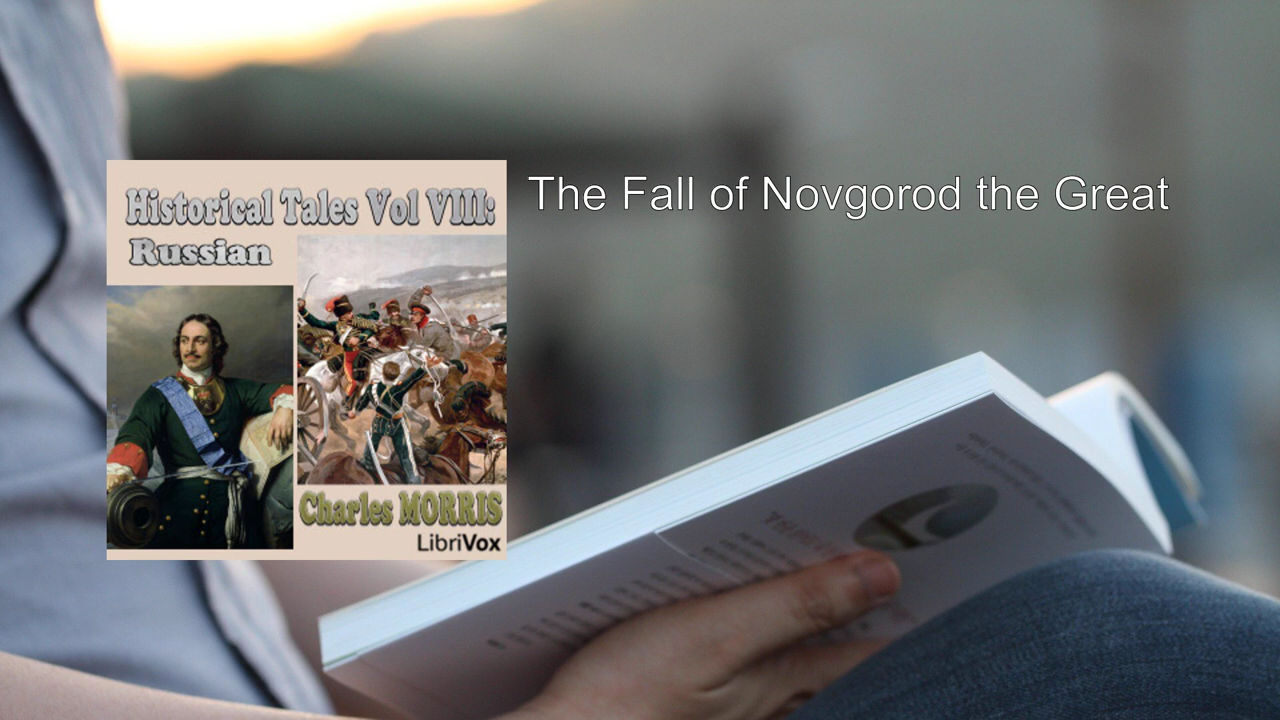 Historical Tales Vol VIII:
Russian
Charles MORRIS
LibriVox
The Fall of Novgorod the Great